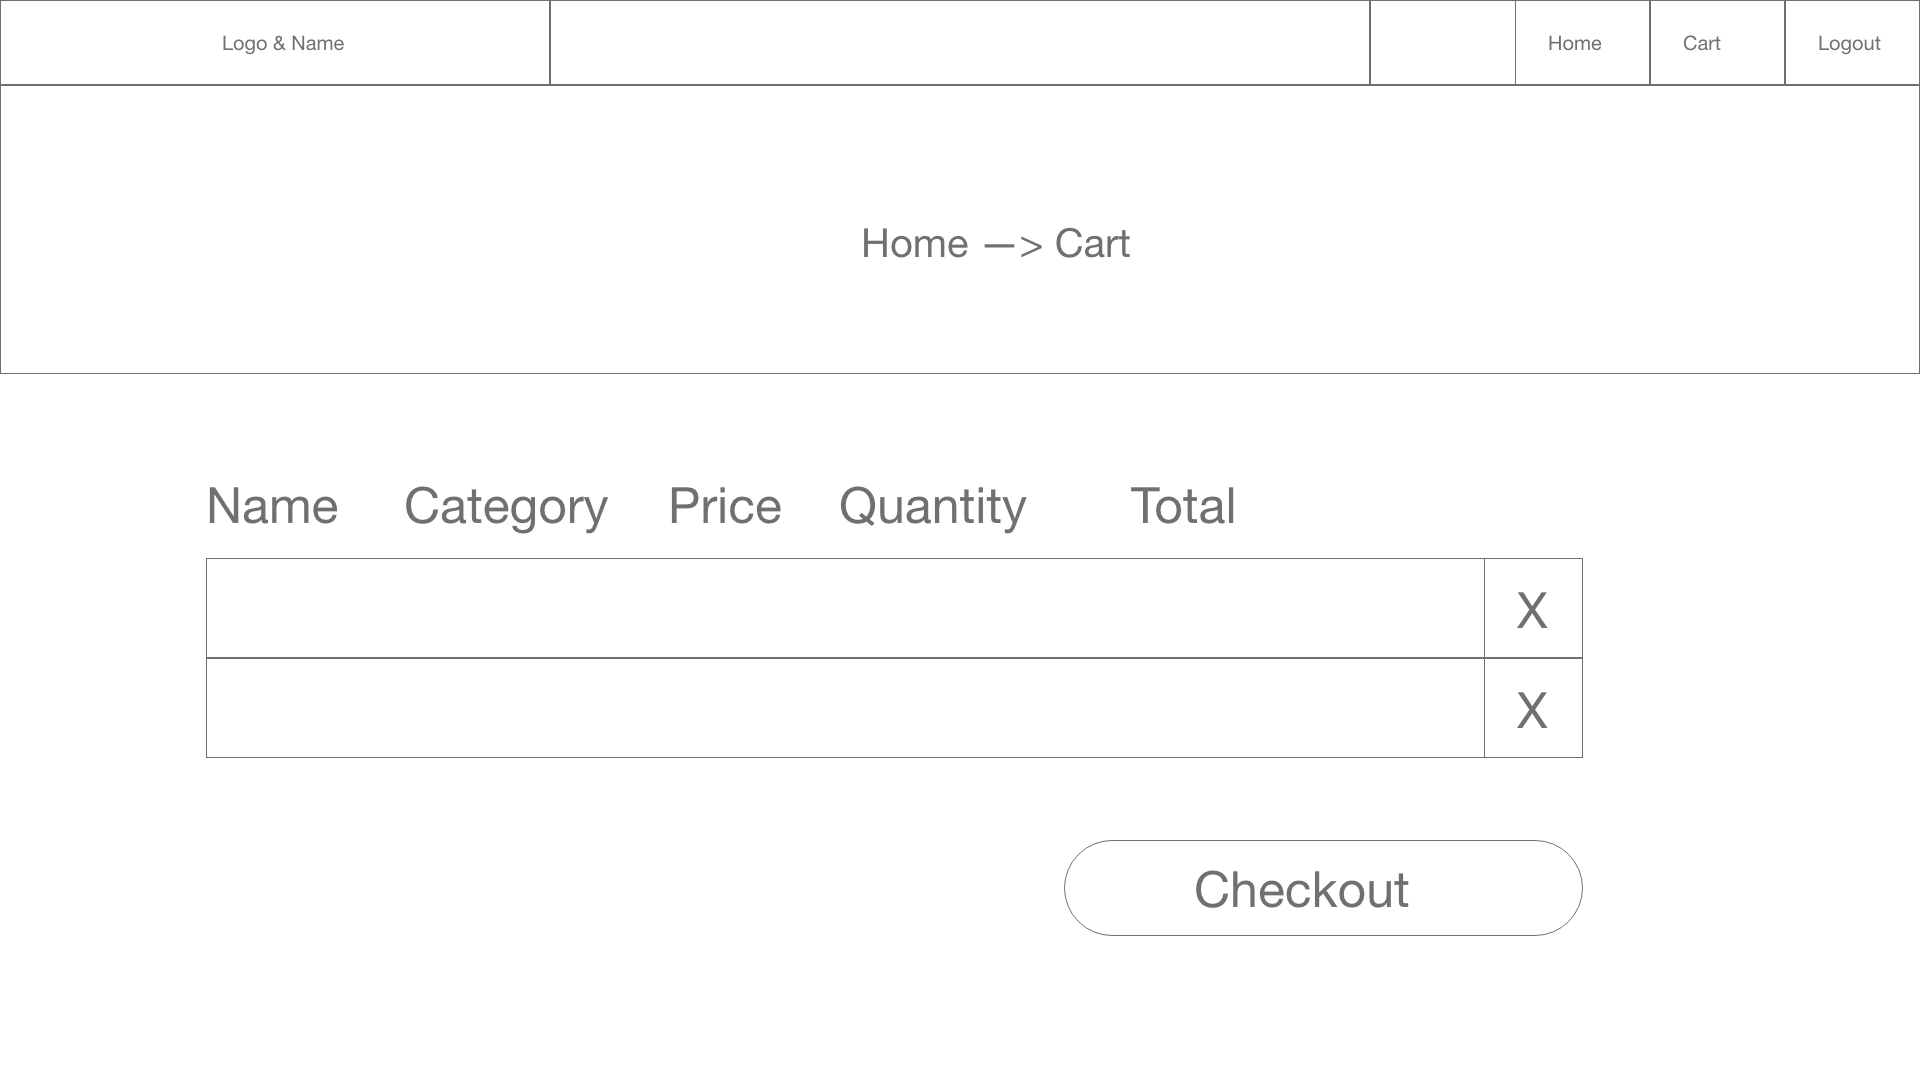 Logo & Name Home Cart Logout
Home —> Cart
Name Category Price Quantity Total
X
X
Checkout